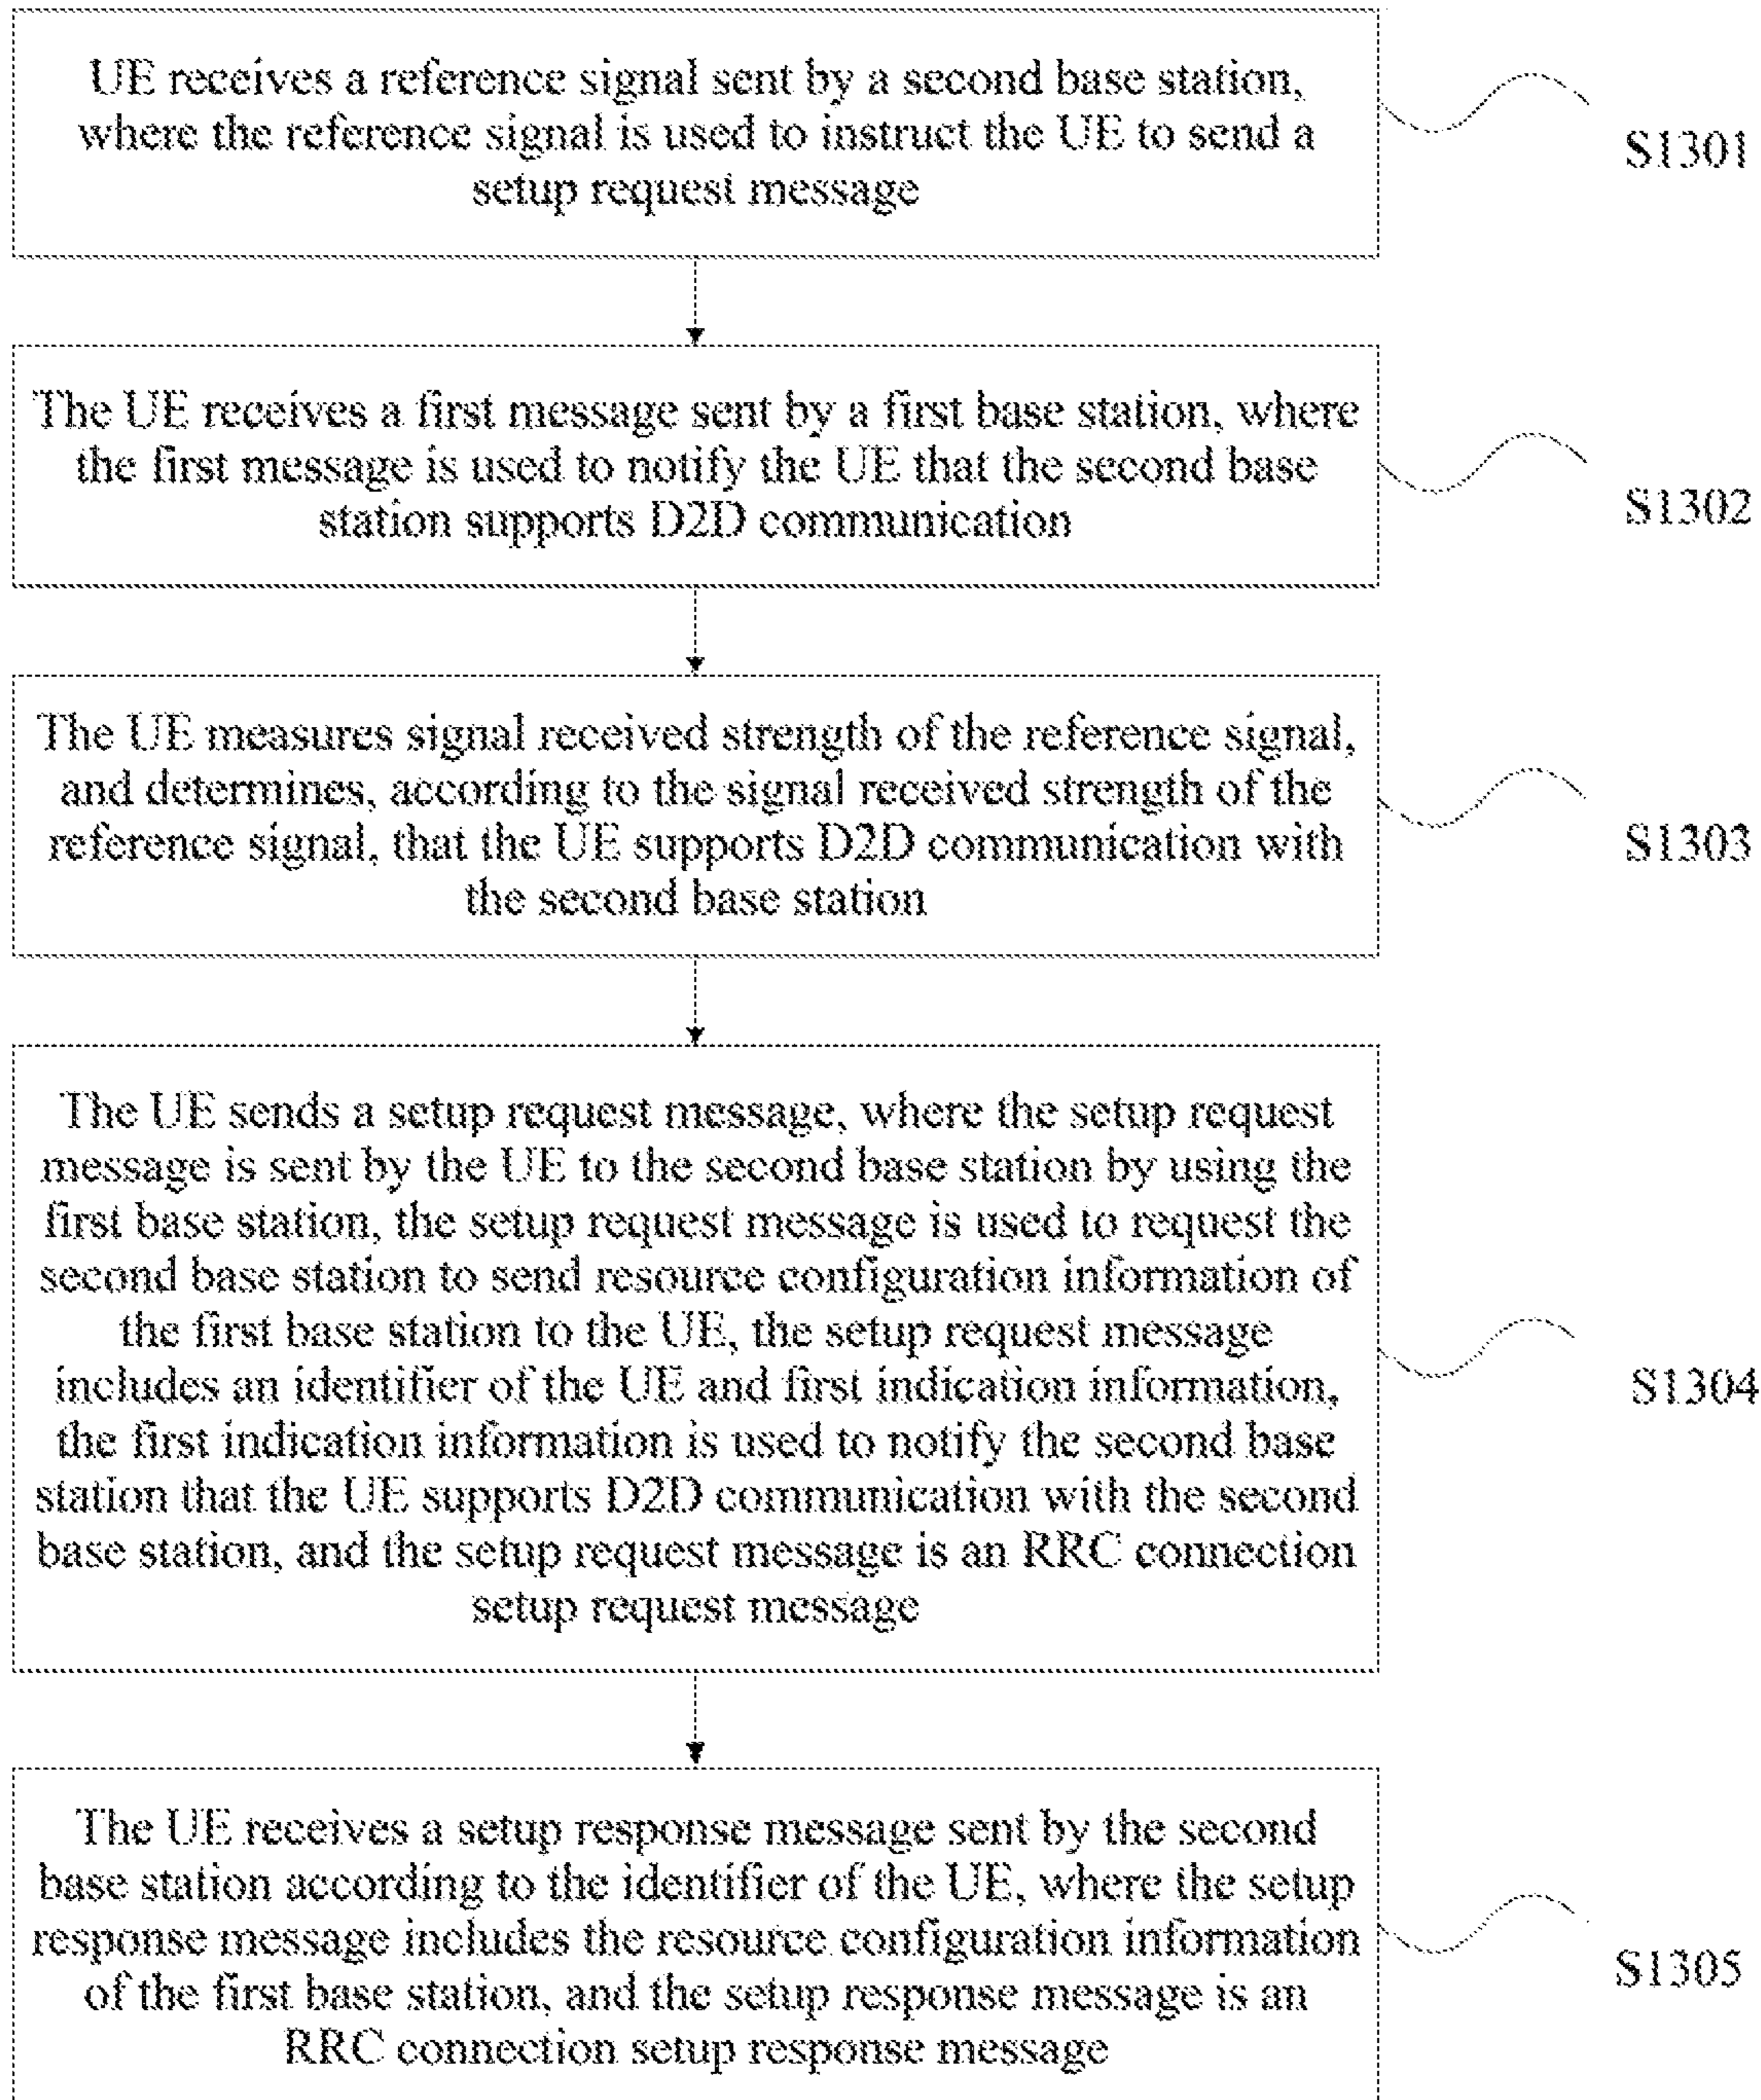 UE receives a reference signal sent by a second base station,
where the reference signal is used to instruct the UE to send a
setup request message
S1301
The UE receives a first message sent by a first base station, where
the first message is used to notify the UE that the second base
station supports D2D communication
S1302
The UE measures signal received strength of the reference signal,
and determines, according to the signal received strength of the
reference signal, that the UE supports D2D communication with
the second base station
S1303
The UE sends a setup request message, where the setup request
message is sent by the UE to the second base station by using the
first base station, the setup request message is used to request the
second base station to send resource configuration information of
the first base station to the UE, the setup request message
includes an identifier of the UE and first indication information,
the first indication information is used to notify the second base
station that the UE supports D2D communication with the second
base station, and the setup request message is an RRC connection
setup request message
S1304
The UE receives a setup response message sent by the second
base station according to the identifier of the UE, where the setup
response message includes the resource configuration information
of the first base station, and the setup response message is an
RRC connection setup response message
S1305